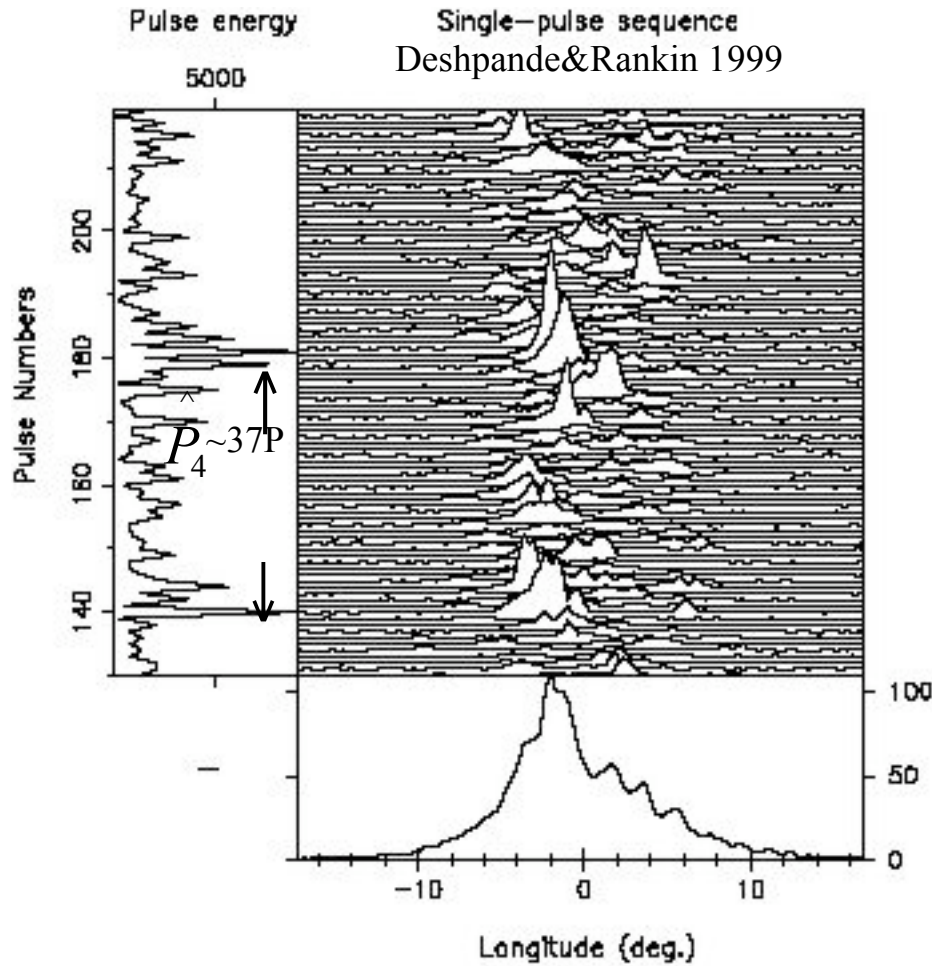 Pulse energy
Single-pulse sequence
Deshpande&Rankin 1999
5000
200
180
160
140
Pulse Numbers
^
P4~37P
100
50
0
-10 0 10
Longitude (deg.)